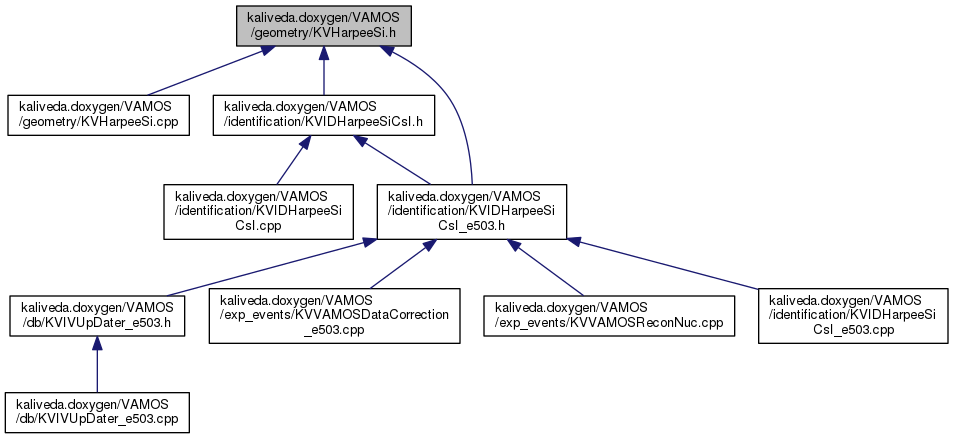 kaliveda.doxygen/VAMOS
/geometry/KVHarpeeSi.h
kaliveda.doxygen/VAMOS
/geometry/KVHarpeeSi.cpp
kaliveda.doxygen/VAMOS
/identification/KVIDHarpeeSiCsI.h
kaliveda.doxygen/VAMOS
/identification/KVIDHarpeeSi
CsI.cpp
kaliveda.doxygen/VAMOS
/identification/KVIDHarpeeSi
CsI_e503.h
kaliveda.doxygen/VAMOS
/db/KVIVUpDater_e503.h
kaliveda.doxygen/VAMOS
/exp_events/KVVAMOSDataCorrection
_e503.cpp
kaliveda.doxygen/VAMOS
/exp_events/KVVAMOSReconNuc.cpp
kaliveda.doxygen/VAMOS
/identification/KVIDHarpeeSi
CsI_e503.cpp
kaliveda.doxygen/VAMOS
/db/KVIVUpDater_e503.cpp